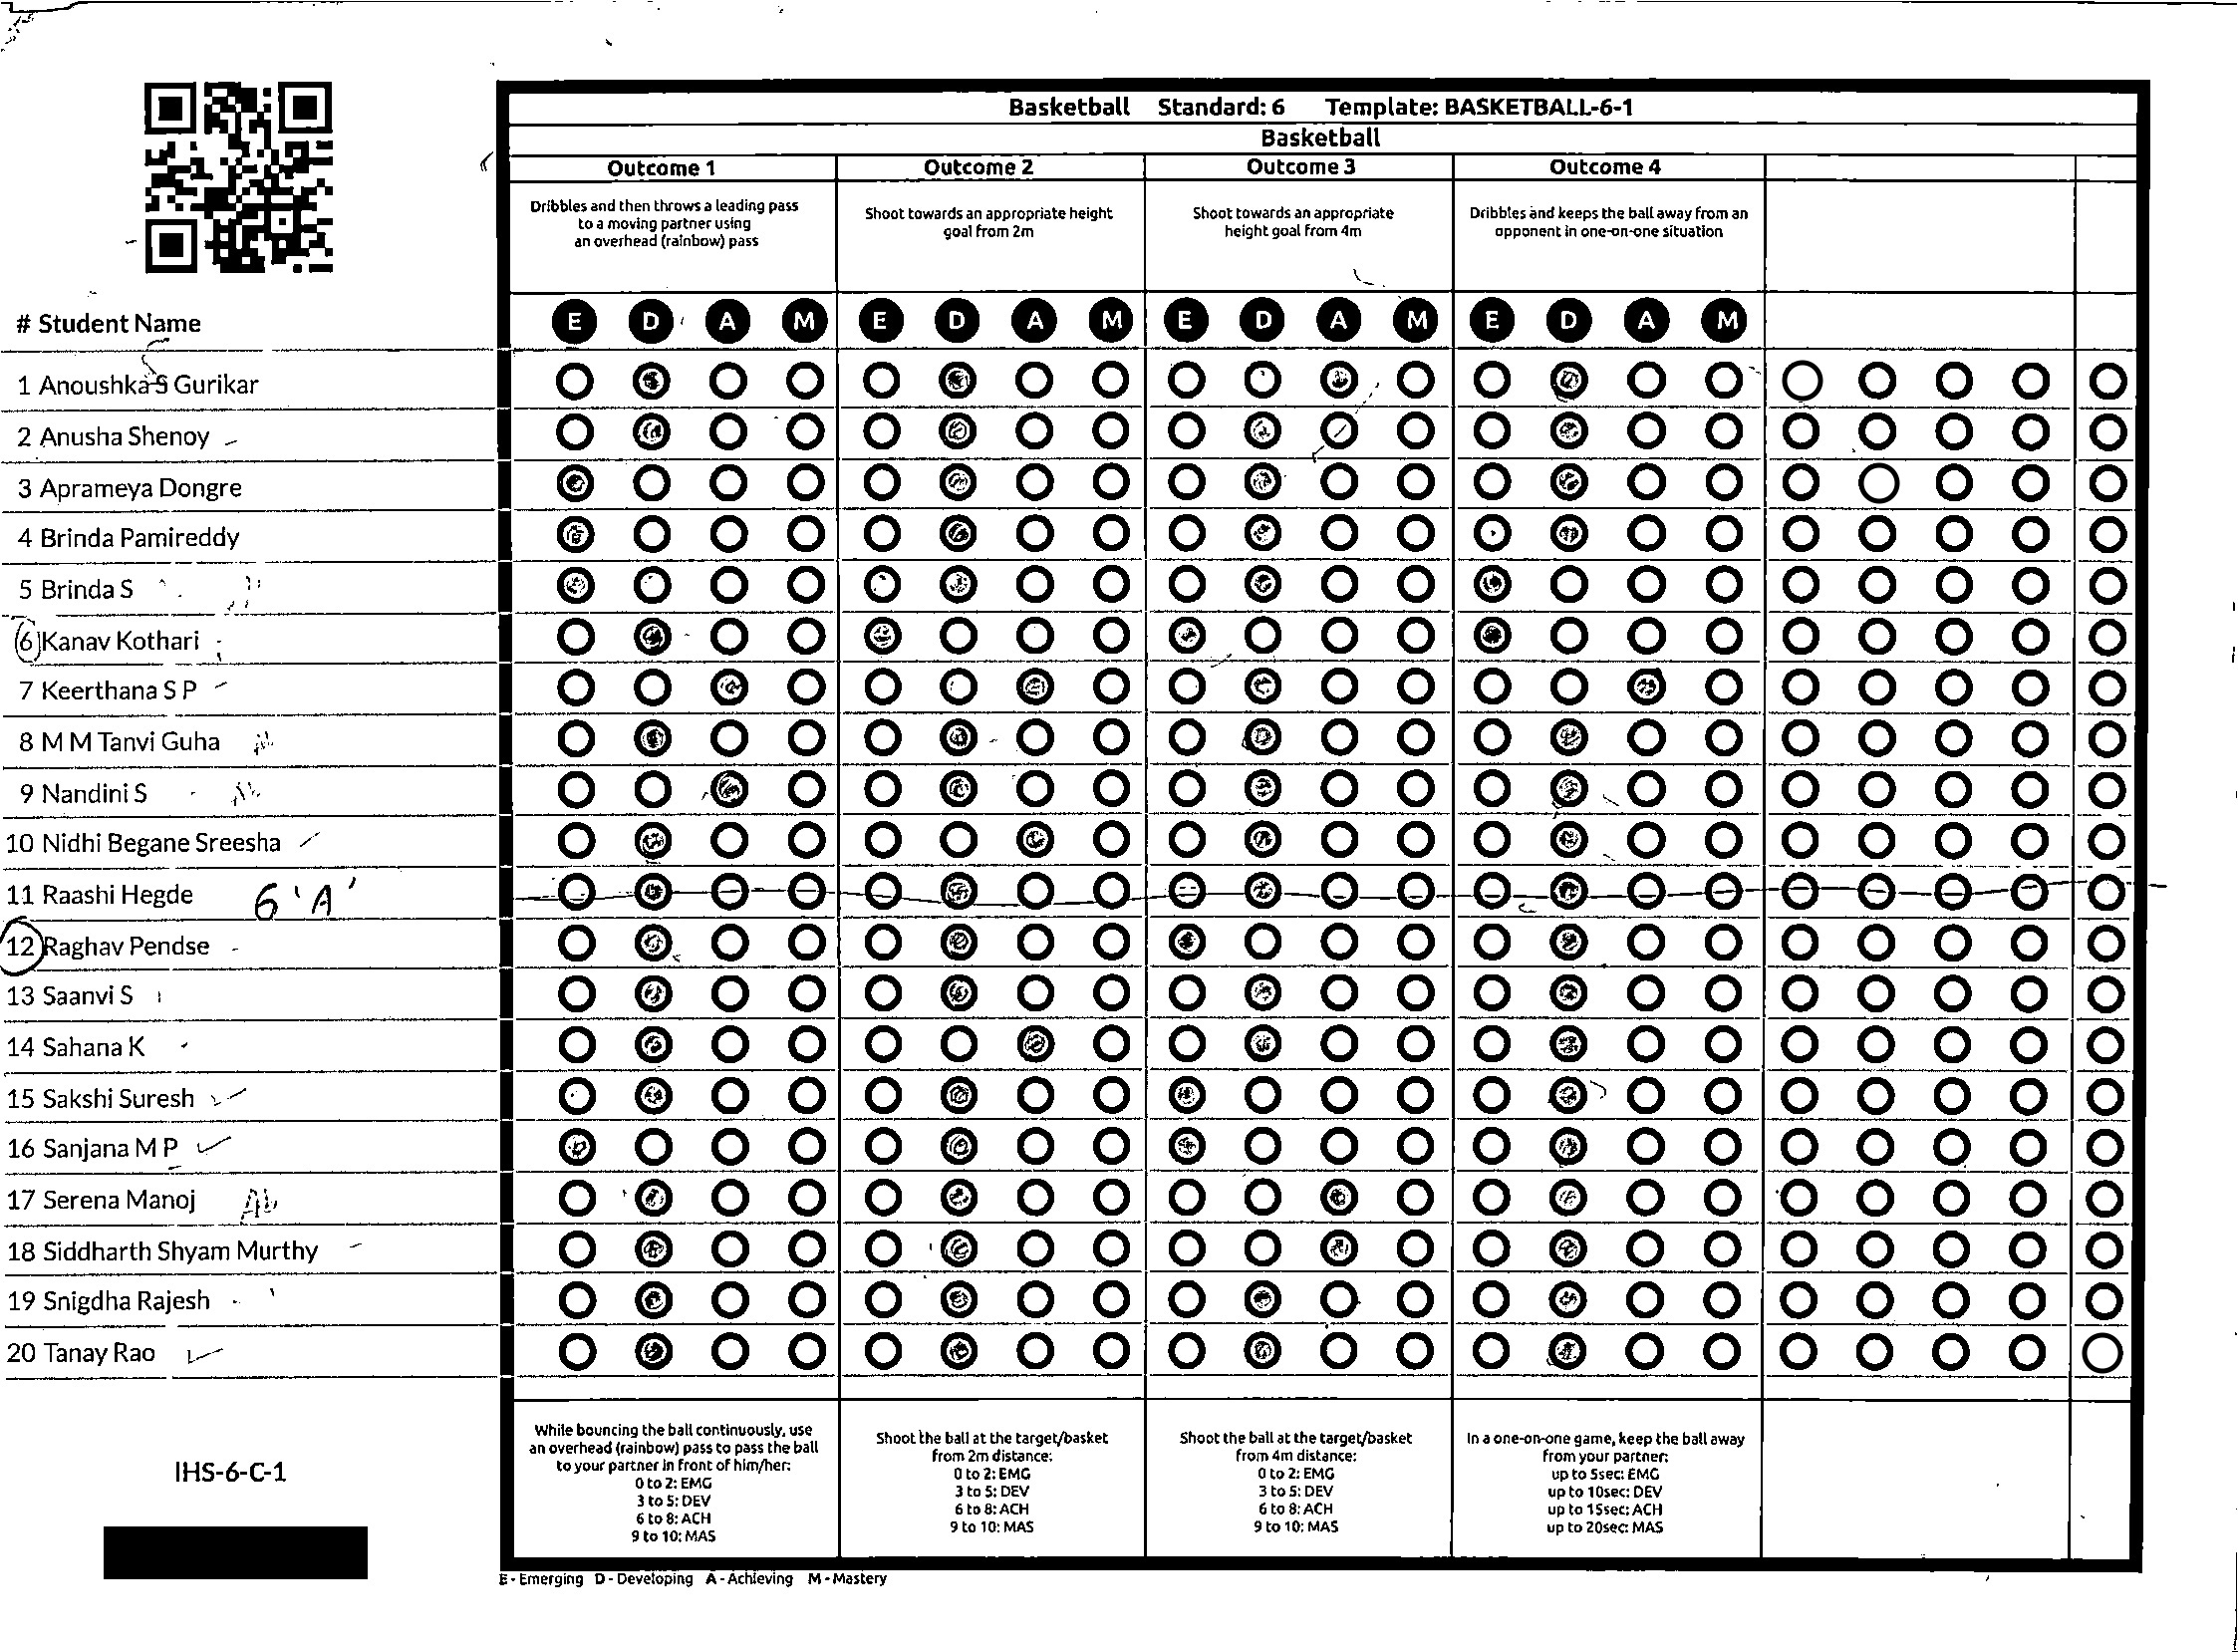 Basketball Standard: 6 Template: BASKETBALL-6-1
Basketball
Outcome 1 Outcome 2 Outcome 3 Outcome 4
Dribbles and then throws a leading pass
to a moving partner using
an overhead (rainbow) pass
Shoot towards an appropriate height
goal from 2m
Shoot towards an appropriate
height goal from 4m
Dribbles and keeps the ball away from an
opponent in one-on-one situation
# Student Name E D A M E D A M E D A M E D A M
1 Anoushka S Gurikar
2 Anusha Shenoy
3 Aprameya Dongre
4 Brinda Pamireddy
5 Brinda S
6 Kanav Kothari
7 Keerthana S P
8 M M Tanvi Guha
9 Nandini S
10 Nidhi Begane Sreesha
11 Raashi Hegde 6 'A'
12 Raghav Pendse
13 Saanvi S
14 Sahana K
15 Sakshi Suresh
16 Sanjana M P
17 Serena Manoj Ab
18 Siddharth Shyam Murthy
19 Snigdha Rajesh
20 Tanay Rao
While bouncing the ball continuously, use
an overhead (rainbow) pass to pass the ball
to your partner in front of him/her:
0 to 2: EMG
3 to 5: DEV
6 to 8: ACH
9 to 10: MAS
Shoot the ball at the target/basket
from 2m distance:
0 to 2: EMG
3 to 5: DEV
6 to 8: ACH
9 to 10: MAS
Shoot the ball at the target/basket
from 4m distance:
0 to 2: EMG
3 to 5: DEV
6 to 8: ACH
9 to 10: MAS
In a one-on-one game, keep the ball away
from your partner:
up to 5sec: EMG
up to 10sec: DEV
up to 15sec: ACH
up to 20sec: MAS
IHS-6-C-1
E - Emerging D - Developing A - Achieving M - Mastery